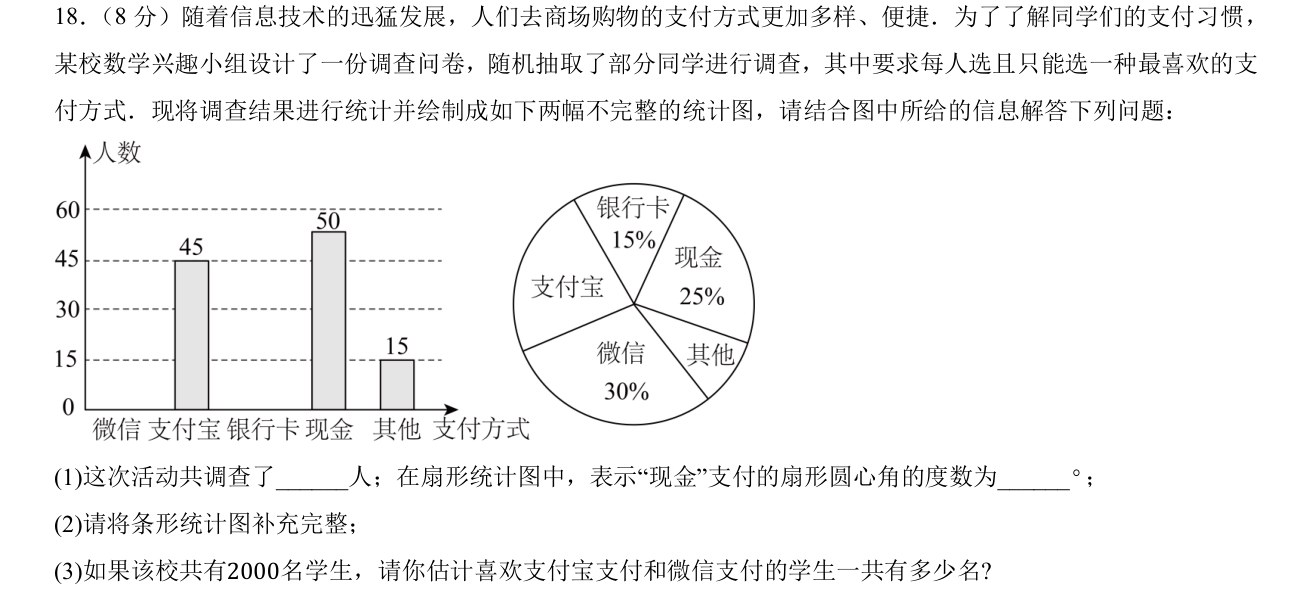 18．（8 分）随着信息技术的迅猛发展，人们去商场购物的支付方式更加多样、便捷．为了了解同学们的支付习惯，
某校数学兴趣小组设计了一份调查问卷，随机抽取了部分同学进行调查，其中要求每人选且只能选一种最喜欢的支
付方式．现将调查结果进行统计并绘制成如下两幅不完整的统计图，请结合图中所给的信息解答下列问题：
人数
60
45
30
15
0
45
50
15
微信 支付宝 银行卡 现金 其他 支付方式
银行卡
15%
现金
25%
支付宝
微信
30%
其他
(1)这次活动共调查了______人；在扇形统计图中，表示“现金”支付的扇形圆心角的度数为______°；
(2)请将条形统计图补充完整；
(3)如果该校共有2000名学生，请你估计喜欢支付宝支付和微信支付的学生一共有多少名?